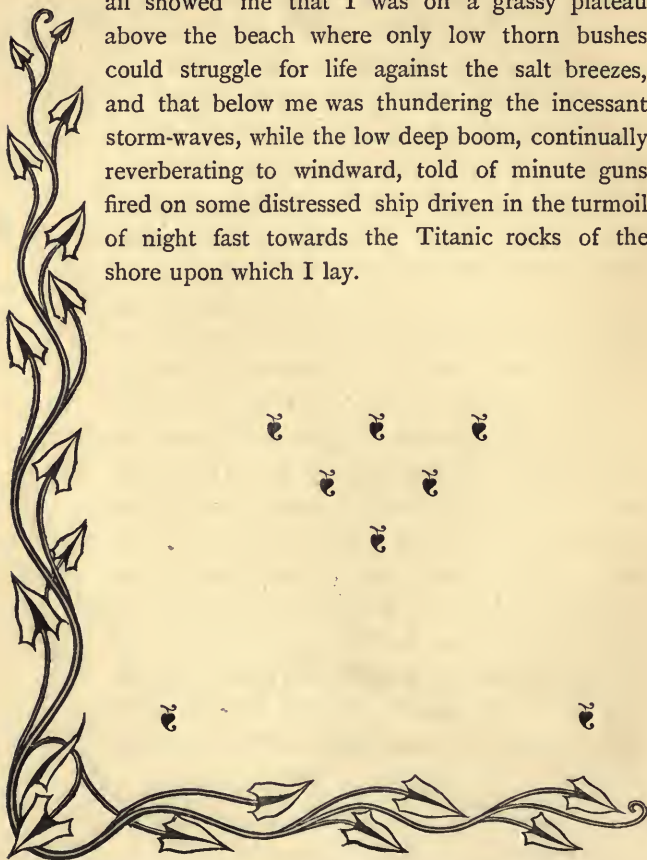 all showed me that I was on a grassy plateau
above the beach where only low thorn bushes
could struggle for life against the salt breezes,
and that below me was thundering the incessant
storm-waves, while the low deep boom, continually
reverberating to windward, told of minute guns
fired on some distressed ship driven in the turmoil
of night fast towards the Titanic rocks of the
shore upon which I lay.